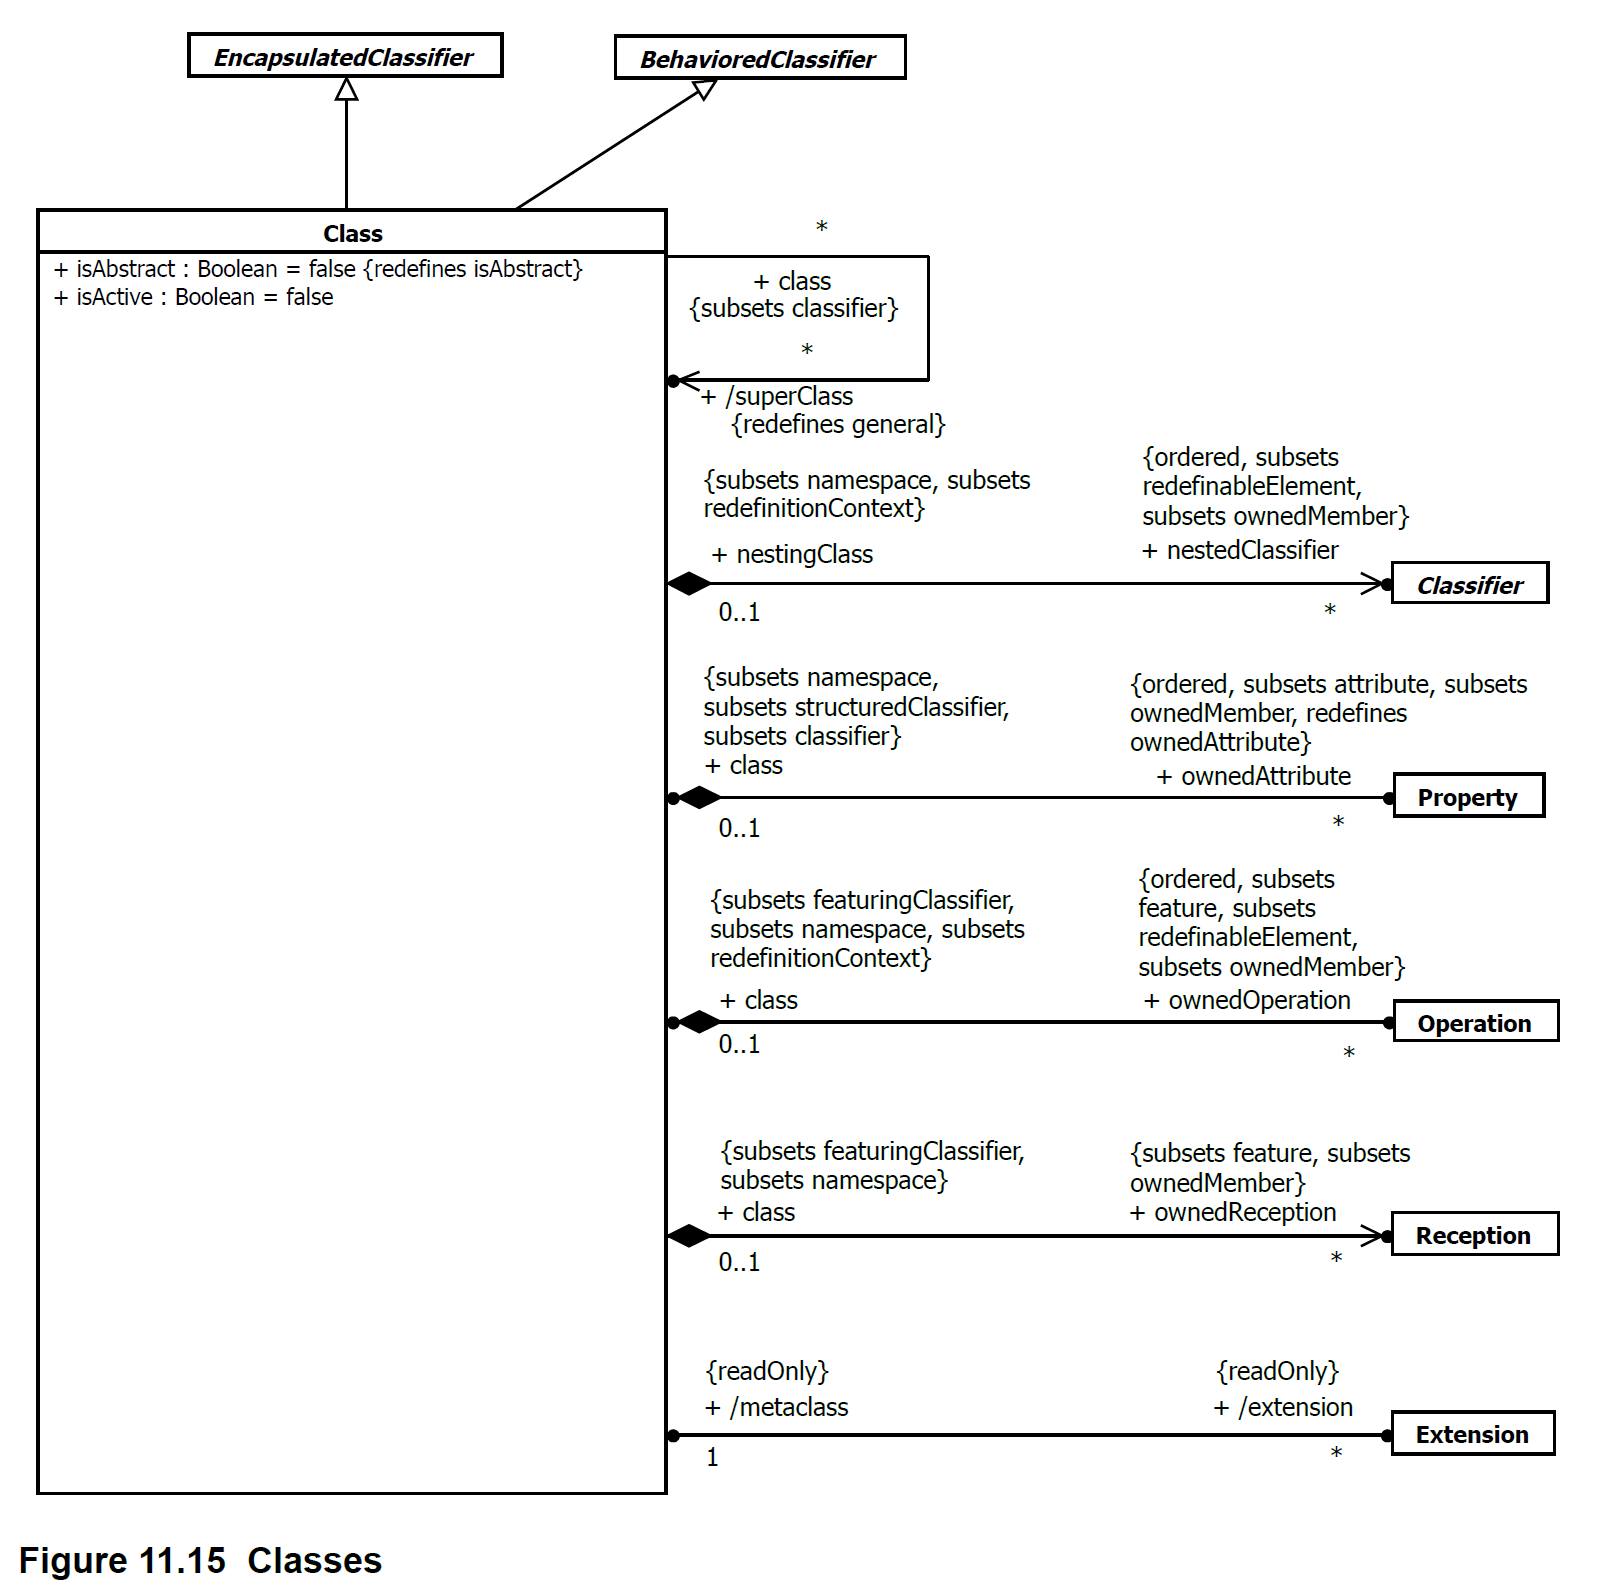 EncapsulatedClassifier
BehavioredClassifier
Class
+ isAbstract : Boolean = false {redefines isAbstract}
+ isActive : Boolean = false
*
+ class
{subsets classifier}
*
+ /superClass
{redefines general}
{subsets namespace, subsets
redefinitionContext}
+ nestingClass
0..1
{ordered, subsets
redefinableElement,
subsets ownedMember}
+ nestedClassifier
*
Classifier
{subsets namespace,
subsets structuredClassifier,
subsets classifier}
+ class
0..1
{ordered, subsets attribute, subsets
ownedMember, redefines
ownedAttribute}
+ ownedAttribute
*
Property
{subsets featuringClassifier,
subsets namespace, subsets
redefinitionContext}
+ class
0..1
{ordered, subsets
feature, subsets
redefinableElement,
subsets ownedMember}
+ ownedOperation
*
Operation
{subsets featuringClassifier,
subsets namespace}
+ class
0..1
{subsets feature, subsets
ownedMember}
+ ownedReception
*
Reception
{readOnly}
+ /metaclass
1
{readOnly}
+ /extension
*
Extension
Figure 11.15 Classes